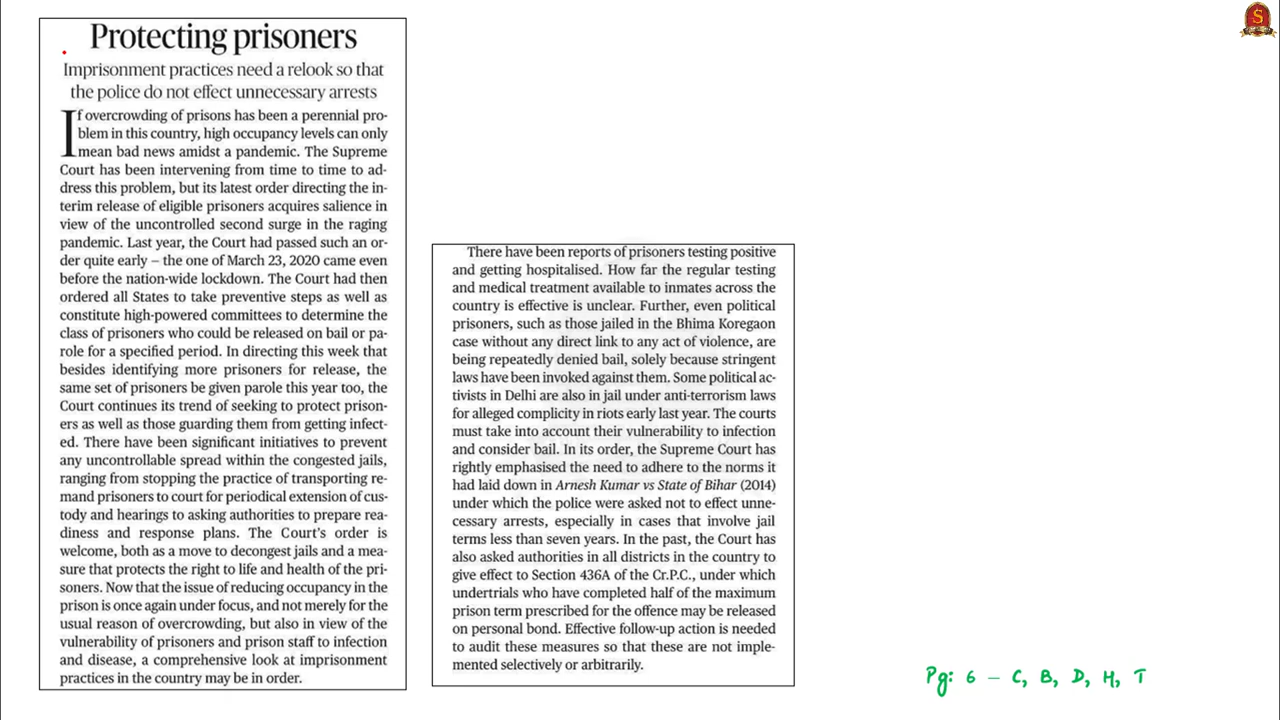 Protecting prisoners
Imprisonment practices need a relook so that
the police do not effect unnecessary arrests
If overcrowding of prisons has been a perennial pro-
blem in this country, high occupancy levels can only
mean bad news amidst a pandemic. The Supreme
Court has been intervening from time to time to ad-
dress this problem, but its latest order directing the in-
terim release of eligible prisoners acquires salience in
view of the uncontrolled second surge in the raging
pandemic. Last year, the Court had passed such an or-
der quite early – the one of March 23, 2020 came even
before the nation-wide lockdown. The Court had then
ordered all States to take preventive steps as well as
constitute high-powered committees to determine the
class of prisoners who could be released on bail or pa-
role for a specified period. In directing this week that
besides identifying more prisoners for release, the
same set of prisoners be given parole this year too, the
Court continues its trend of seeking to protect prison-
ers as well as those guarding them from getting infect-
ed. There have been significant initiatives to prevent
any uncontrollable spread within the congested jails,
ranging from stopping the practice of transporting re-
mand prisoners to court for periodical extension of cus-
tody and hearings to asking authorities to prepare rea-
diness and response plans. The Court's order is
welcome, both as a move to decongest jails and a mea-
sure that protects the right to life and health of the pri-
soners. Now that the issue of reducing occupancy in the
prison is once again under focus, and not merely for the
usual reason of overcrowding, but also in view of the
vulnerability of prisoners and prison staff to infection
and disease, a comprehensive look at imprisonment
practices in the country may be in order.
There have been reports of prisoners testing positive
and getting hospitalised. How far the regular testing
and medical treatment available to inmates across the
country is effective is unclear. Further, even political
prisoners, such as those jailed in the Bhima Koregaon
case without any direct link to any act of violence, are
being repeatedly denied bail, solely because stringent
laws have been invoked against them. Some political ac-
tivists in Delhi are also in jail under anti-terrorism laws
for alleged complicity in riots early last year. The courts
must take into account their vulnerability to infection
and consider bail. In its order, the Supreme Court has
rightly emphasised the need to adhere to the norms it
had laid down in Arnesh Kumar vs State of Bihar (2014)
under which the police were asked not to effect unne-
cessary arrests, especially in cases that involve jail
terms less than seven years. In the past, the Court has
also asked authorities in all districts in the country to
give effect to Section 436A of the Cr.P.C., under which
undertrials who have completed half of the maximum
prison term prescribed for the offence may be released
on personal bond. Effective follow-up action is needed
to audit these measures so that these are not imple-
mented selectively or arbitrarily.
Pg: 6 – C, B, D, H, T